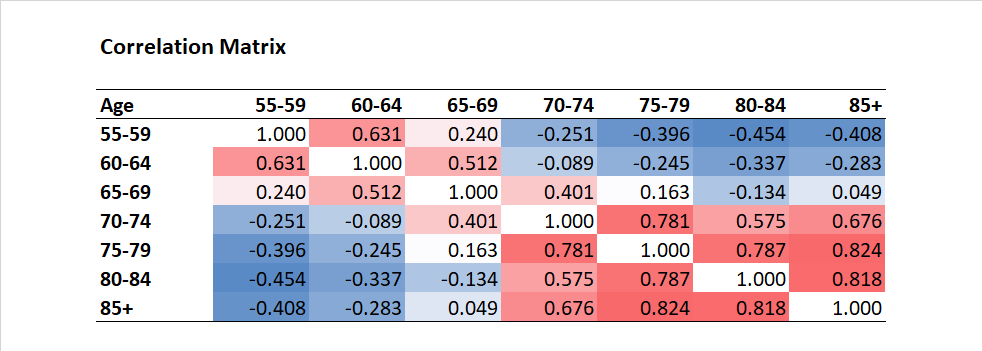 Correlation Matrix
Age 55-59 60-64 65-69 70-74 75-79 80-84 85+
55-59 1.000 0.631 0.240 -0.251 -0.396 -0.454 -0.408
60-64 0.631 1.000 0.512 -0.089 -0.245 -0.337 -0.283
65-69 0.240 0.512 1.000 0.401 0.163 -0.134 0.049
70-74 -0.251 -0.089 0.401 1.000 0.781 0.575 0.676
75-79 -0.396 -0.245 0.163 0.781 1.000 0.787 0.824
80-84 -0.454 -0.337 -0.134 0.575 0.787 1.000 0.818
85+ -0.408 -0.283 0.049 0.676 0.824 0.818 1.000